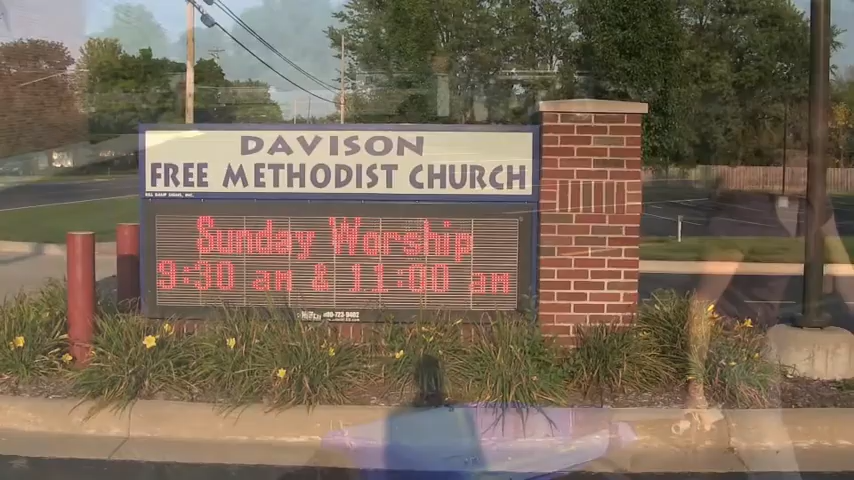 DAVISON
FREE METHODIST CHURCH
Sunday Worship
9:30 am & 11:00 am